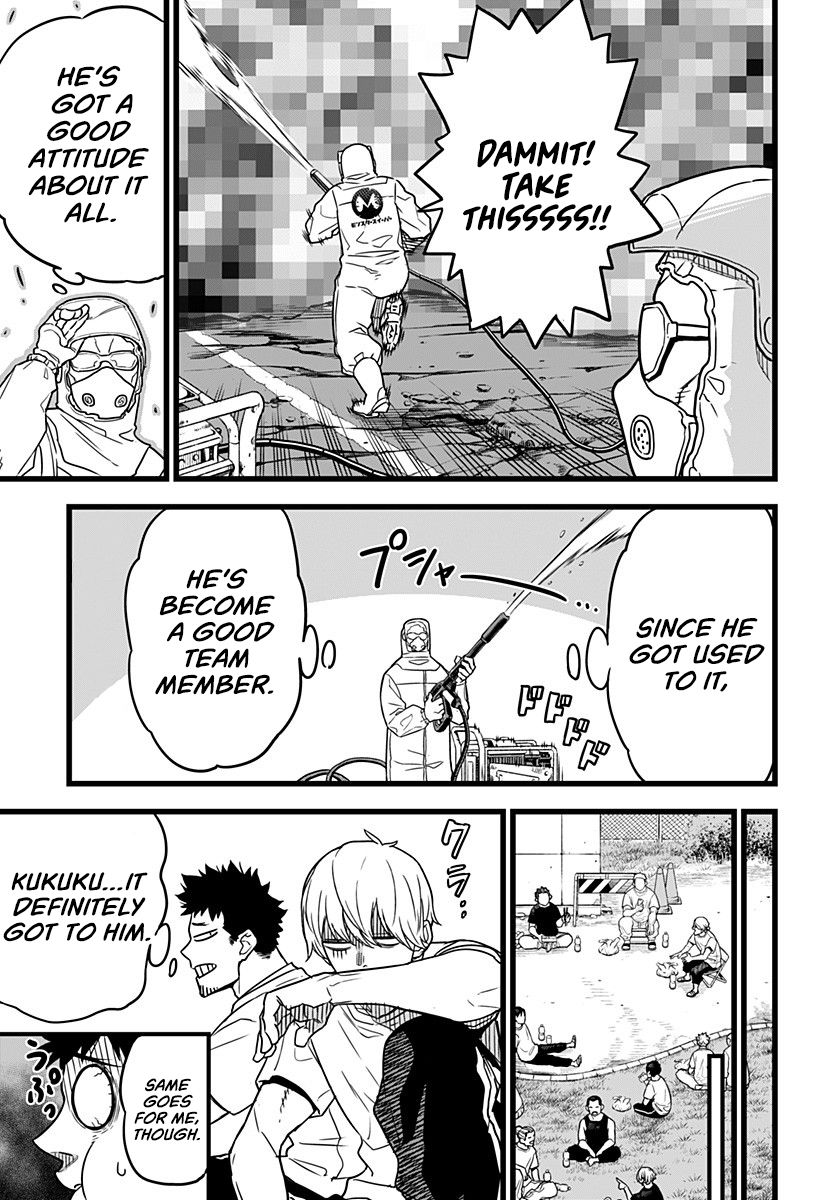 DAMMIT!
TAKE
THISSSSS!!
モンスタースイーパー
HE'S
GOT A
GOOD
ATTITUDE
ABOUT IT
ALL.
SINCE HE
GOT USED
TO IT,
プシャー
ドドドドド
HE'S
BECOME
A GOOD
TEAM
MEMBER.
クラ…
KUKUKU...IT
DEFINITELY
GOT TO HIM.
SAME
GOES
FOR ME,
THOUGH.
うぷっ